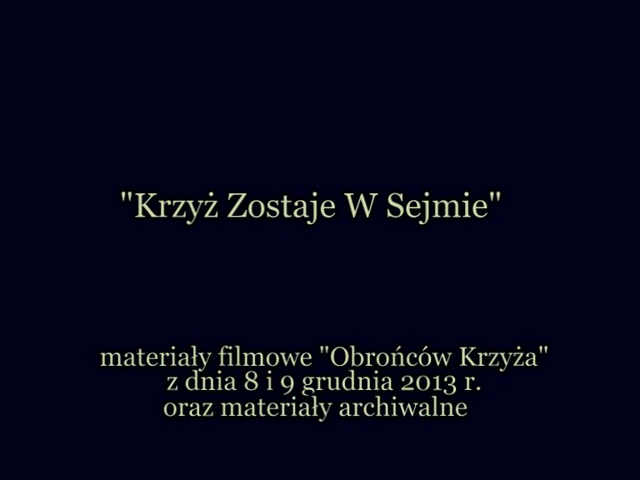 "Krzyż Zostaje W Sejmie"
materiały filmowe "Obrońców Krzyża"
z dnia 8 i 9 grudnia 2013 r.
oraz materiały archiwalne